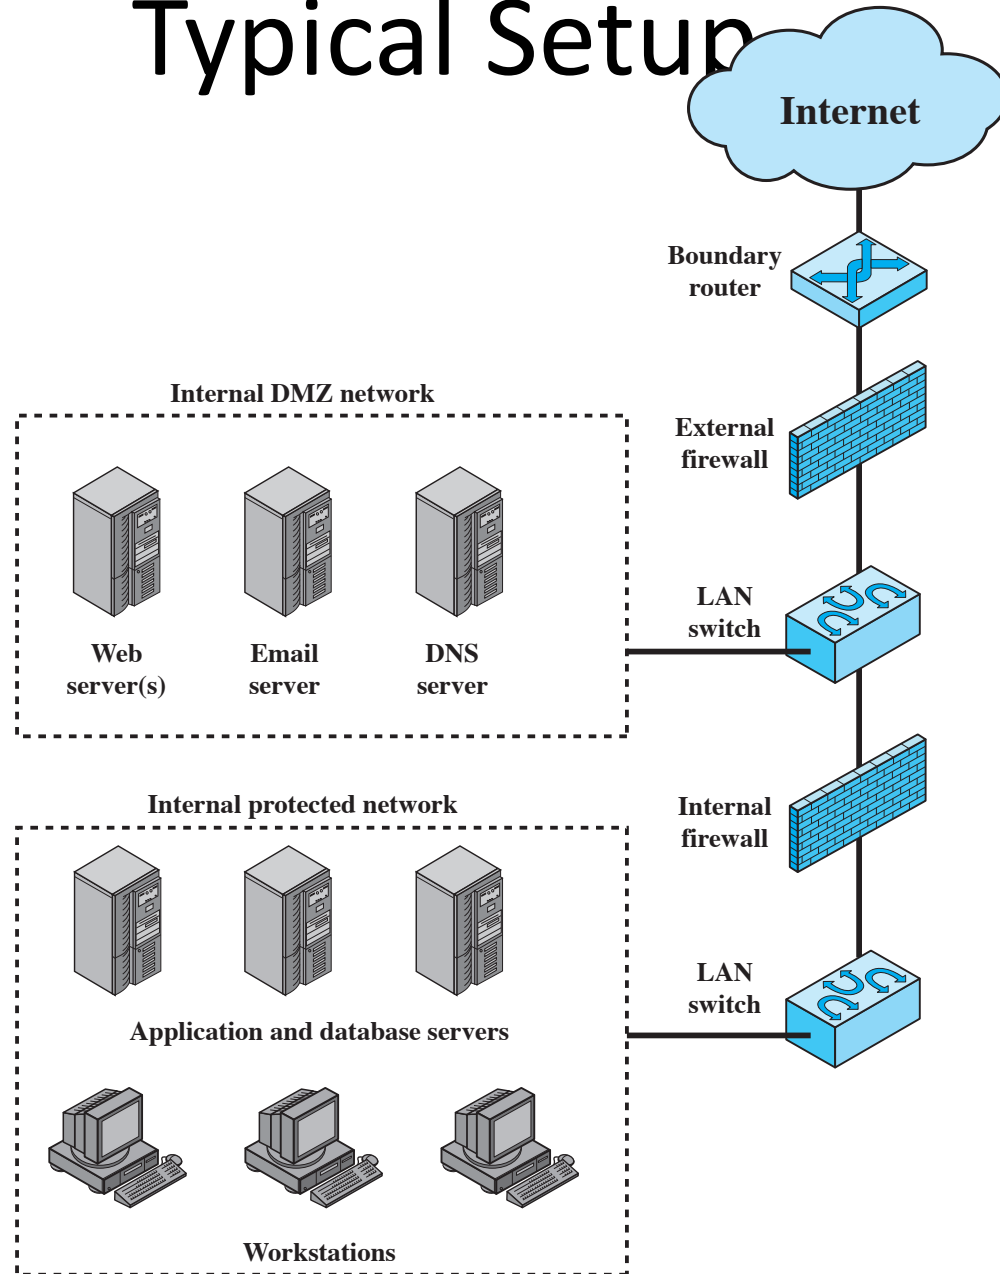 Typical Setup
Internet
Boundary
router
Internal DMZ network
External
firewall
LAN
switch
Web
server(s)
Email
server
DNS
server
Internal protected network
Internal
firewall
LAN
switch
Application and database servers
Workstations